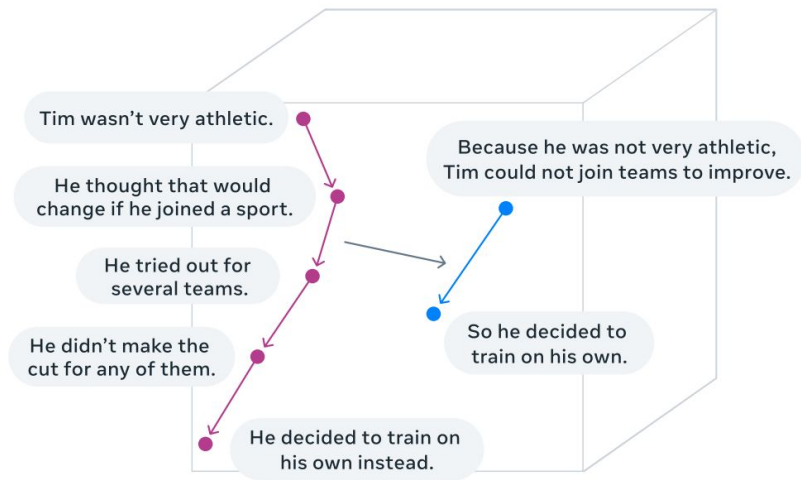 Tim wasn't very athletic.
He thought that would
change if he joined a sport.
He tried out for
several teams.
He didn't make the
cut for any of them.
He decided to train on
his own instead.
Because he was not very athletic,
Tim could not join teams to improve.
So he decided to
train on his own.